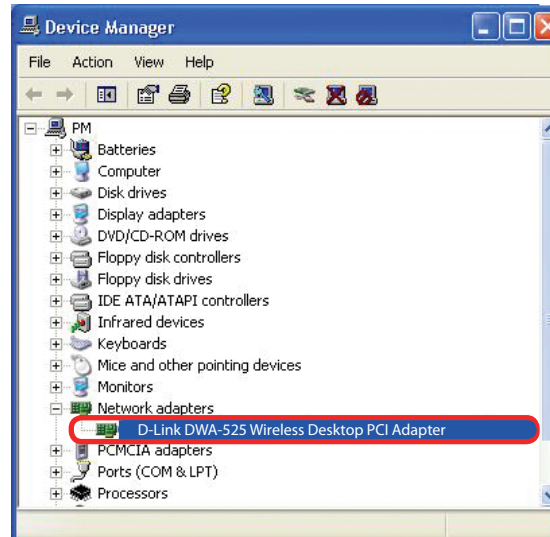 Device Manager
File Action View Help
PM
Batteries
Computer
Disk drives
Display adapters
DVD/CD-ROM drives
Floppy disk controllers
Floppy disk drives
IDE ATA/ATAPI controllers
Infrared devices
Keyboards
Mice and other pointing devices
Monitors
Network adapters
D-Link DWA-525 Wireless Desktop PCI Adapter
PCMCIA adapters
Ports (COM & LPT)
Processors